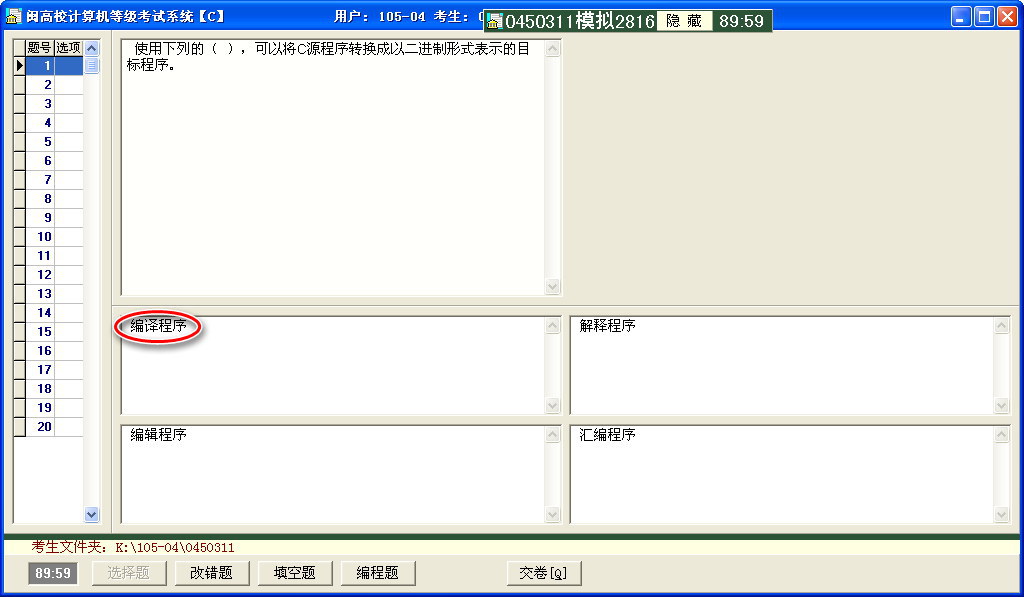 闽高校计算机等级考试系统【C】 用户: 105-04 考生:
0450311模拟2816 隐 藏 89:59
题号 选项
1
2
3
4
5
6
7
8
9
10
11
12
13
14
15
16
17
18
19
20
使用下列的( ),可以将C源程序转换成以二进制形式表示的目
标程序。
编译程序
解释程序
编辑程序
汇编程序
考生文件夹: K:\105-04\0450311
89:59 选择题 改错题 填空题 编程题 交卷[Q]